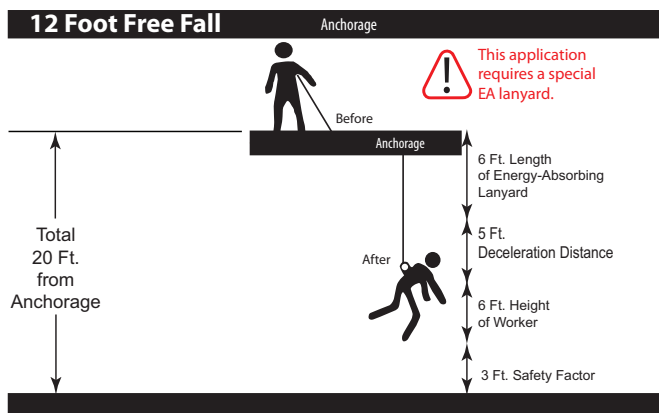 12 Foot Free Fall
Anchorage
This application
requires a special
EA lanyard.
Before
Anchorage
6 Ft. Length
of Energy-Absorbing
Lanyard
Total
20 Ft.
from
Anchorage
5 Ft.
Deceleration Distance
After
6 Ft. Height
of Worker
3 Ft. Safety Factor